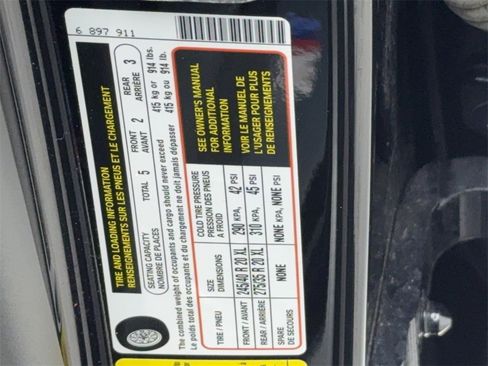 6 897 911
TIRE AND LOADING INFORMATION
RENSEIGNEMENTS SUR LES PNEUS ET LE CHARGEMENT
SEATING CAPACITY TOTAL 5 FRONT 2 REAR 3
NOMBRE DE PLACES AVANT ARRIÈRE
The combined weight of occupants and cargo should never exceed 415 kg or 914 lbs.
Le poids total des occupants et du chargement ne doit jamais dépasser 415 kg ou 914 lb.
TIRE / PNEU SIZE DIMENSIONS COLD TIRE PRESSURE PRESSION DES PNEUS A FROID
FRONT / AVANT 245/40 R 20 XL 290 KPA, 42 PSI
REAR / ARRIÈRE 275/35 R 20 XL 310 KPA, 45 PSI
SPARE DE SECOURS NONE NONE KPA, NONE PSI
SEE OWNER'S MANUAL
FOR ADDITIONAL
INFORMATION
VOIR LE MANUEL DE
L'USAGER POUR PLUS
DE RENSEIGNEMENTS